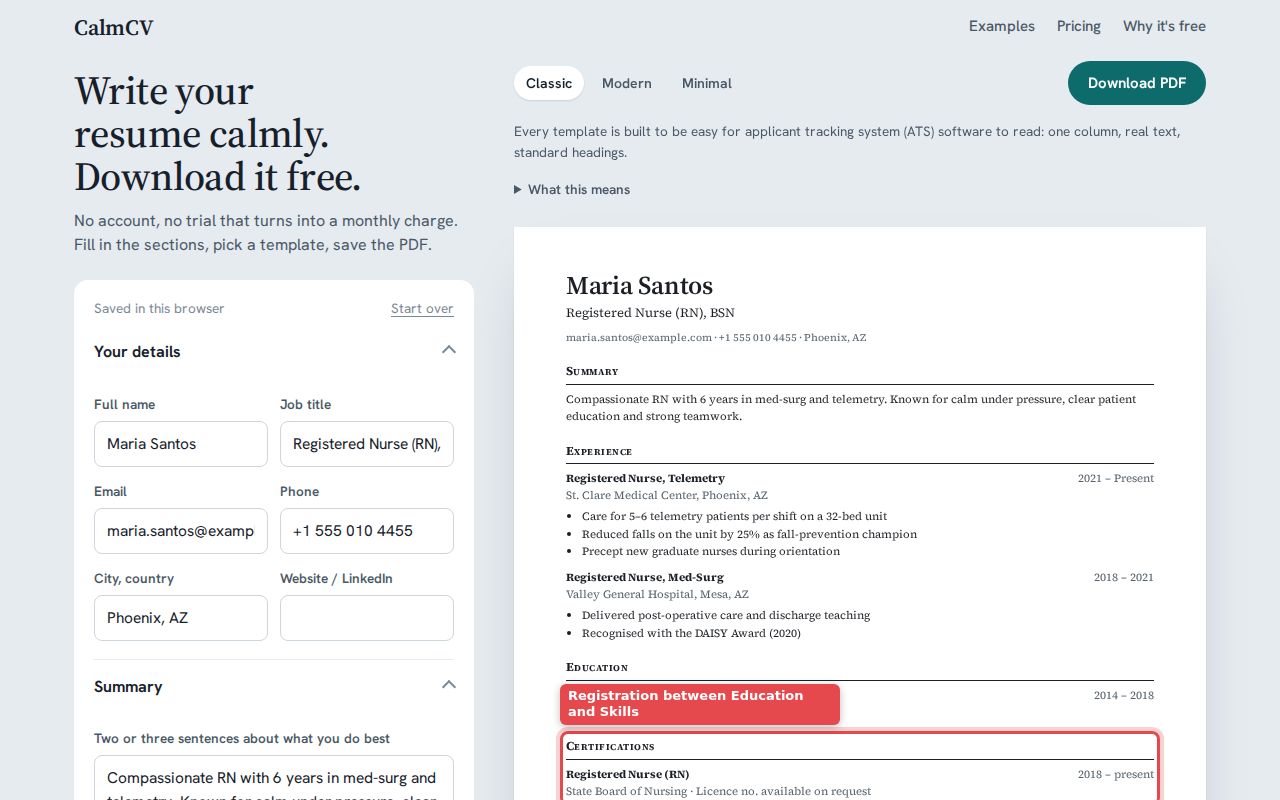 CalmCV
Examples
Pricing
Why it's free
Write your
resume calmly.
Download it free.
No account, no trial that turns into a monthly charge.
Fill in the sections, pick a template, save the PDF.
Saved in this browser
Start over
Your details
Full name
Job title
Maria Santos
Registered Nurse (RN),
Email
Phone
maria.santos@examp
+1 555 010 4455
City, country
Website / LinkedIn
Phoenix, AZ
Summary
Two or three sentences about what you do best
Compassionate RN with 6 years in med-surg and
telemetry. Known for calm under pressure, clear
Classic
Modern
Minimal
Download PDF
Every template is built to be easy for applicant tracking system (ATS) software to read: one column, real text,
standard headings.
What this means
Maria Santos
Registered Nurse (RN), BSN
maria.santos@example.com · +1 555 010 4455 · Phoenix, AZ
Summary
Compassionate RN with 6 years in med-surg and telemetry. Known for calm under pressure, clear patient
education and strong teamwork.
Experience
Registered Nurse, Telemetry
2021 – Present
St. Clare Medical Center, Phoenix, AZ
• Care for 5–6 telemetry patients per shift on a 32-bed unit
• Reduced falls on the unit by 25% as fall-prevention champion
• Precept new graduate nurses during orientation
Registered Nurse, Med-Surg
2018 – 2021
Valley General Hospital, Mesa, AZ
• Delivered post-operative care and discharge teaching
• Recognised with the DAISY Award (2020)
Education
Registration between Education
and Skills
2014 – 2018
Certifications
Registered Nurse (RN)
2018 – present
State Board of Nursing · Licence no. available on request